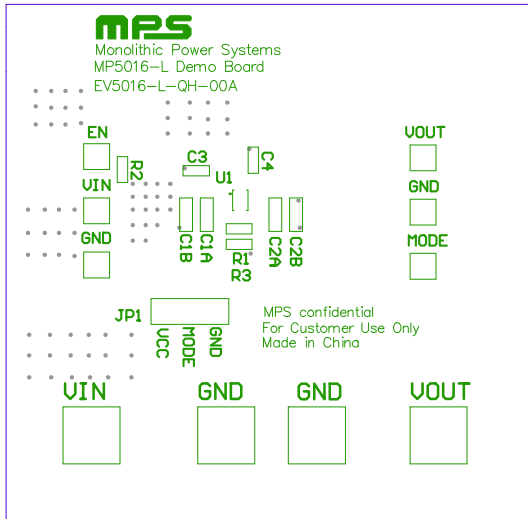 mps
Monolithic Power Systems
MP5016-L Demo Board
EV5016-L-QH-00A
EN
VOUT
C3
C4
R2
U1
VIN
GND
GND
MODE
C1B
C1A
C2A
C2B
R1
R3
JP1
VCC
MODE
GND
MPS confidential
For Customer Use Only
Made in China
VIN
GND
GND
VOUT